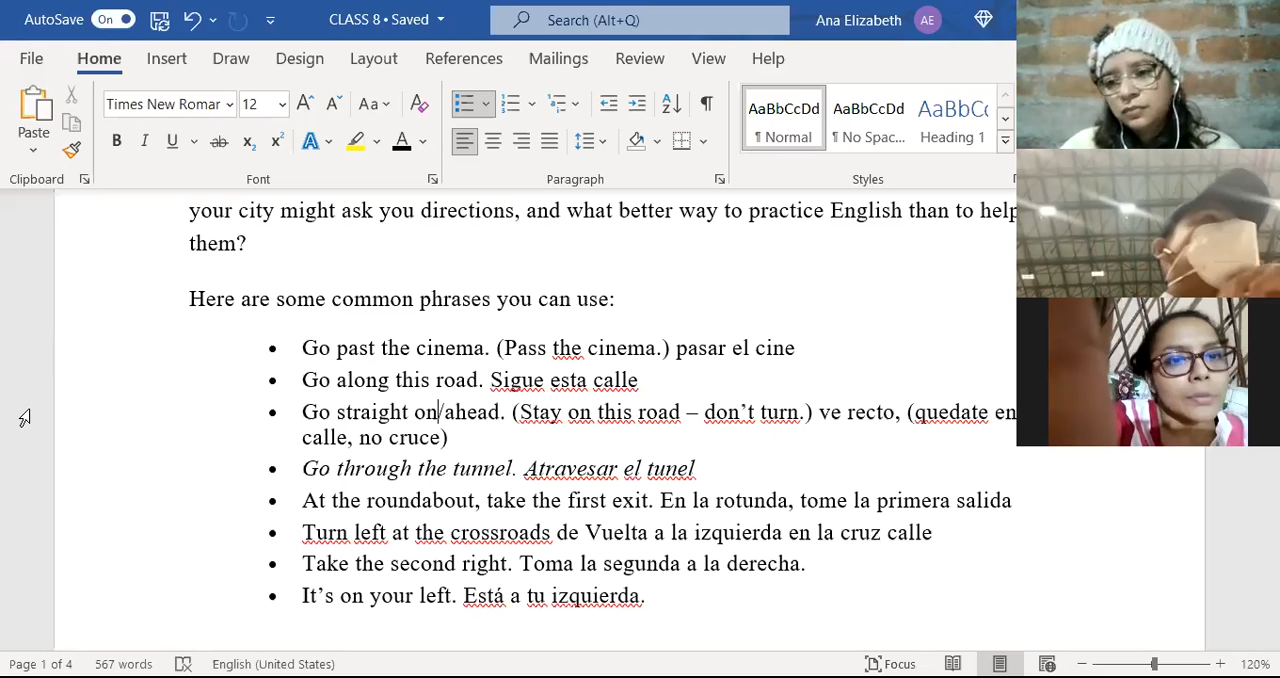 AutoSave On CLASS 8 • Saved Search (Alt+Q) Ana Elizabeth AE
File Home Insert Draw Design Layout References Mailings Review View Help
Times New Romar 12 A A Aa A AaBbCcDd AaBbCcDd AaBbCc
Paste B I U ab x2 x2 A A ¶ Normal ¶ No Spac... Heading 1
Clipboard Font Paragraph Styles
your city might ask you directions, and what better way to practice English than to help
them?
Here are some common phrases you can use:
• Go past the cinema. (Pass the cinema.) pasar el cine
• Go along this road. Sigue esta calle
• Go straight on/ahead. (Stay on this road – don’t turn.) ve recto, (quedate en
calle, no cruce)
• Go through the tunnel. Atravesar el tunel
• At the roundabout, take the first exit. En la rotunda, tome la primera salida
• Turn left at the crossroads de Vuelta a la izquierda en la cruz calle
• Take the second right. Toma la segunda a la derecha.
• It’s on your left. Está a tu izquierda.
Page 1 of 4 567 words English (United States) Focus 120%